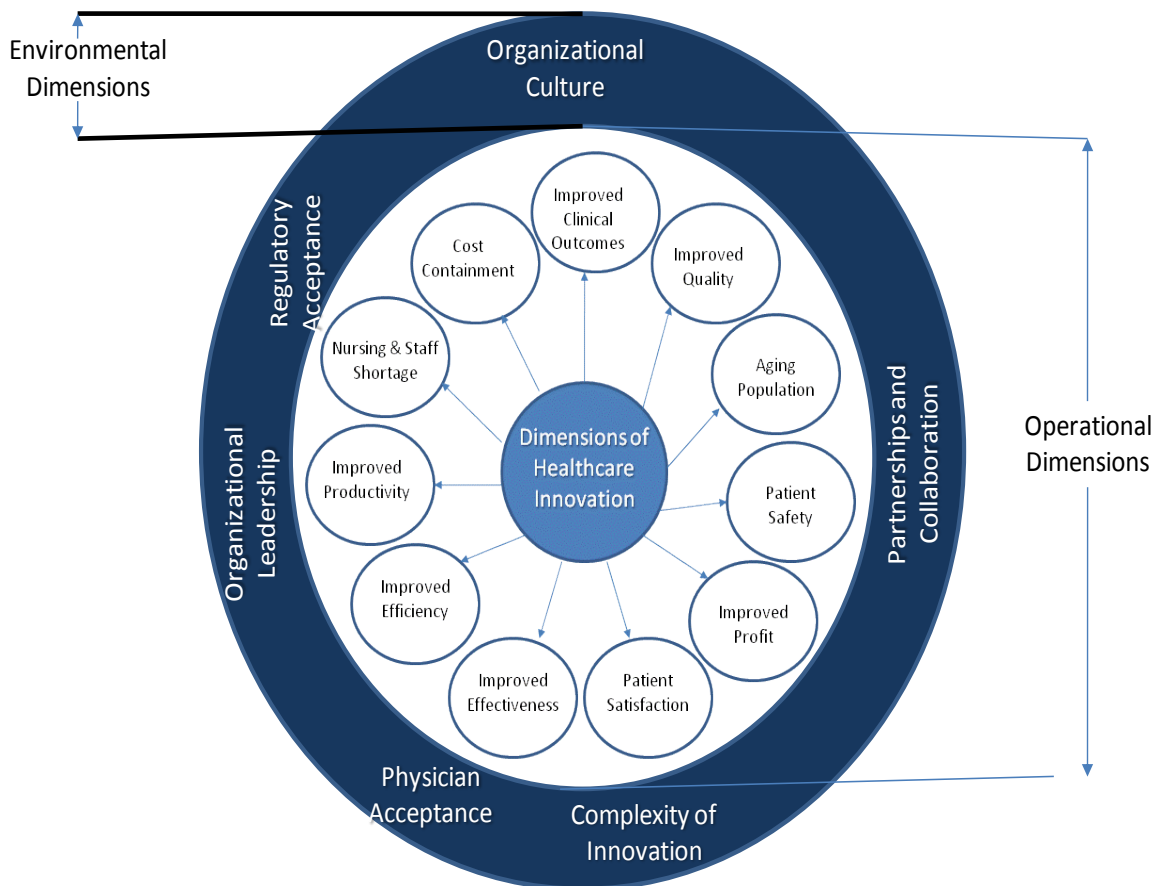 Environmental
Dimensions
Organizational
Culture
Regulatory
Acceptance
Organizational
Leadership
Physician
Acceptance
Complexity of
Innovation
Partnerships and
Collaboration
Operational
Dimensions
Dimensions of
Healthcare
Innovation
Improved
Clinical
Outcomes
Improved
Quality
Aging
Population
Patient
Safety
Improved
Profit
Patient
Satisfaction
Improved
Effectiveness
Improved
Efficiency
Improved
Productivity
Nursing & Staff
Shortage
Cost
Containment